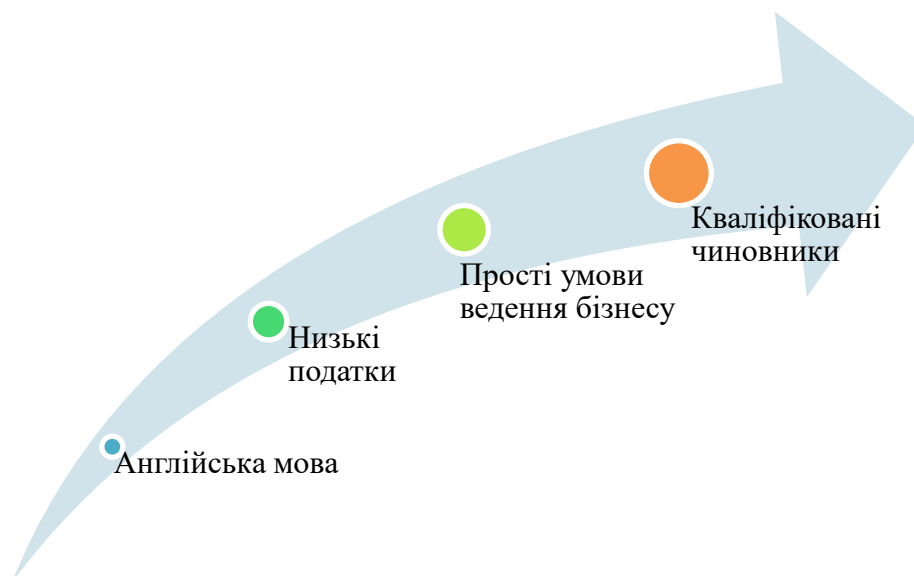 Англійська мова
Низькі
податки
Прості умови
ведення бізнесу
Кваліфіковані
чиновники